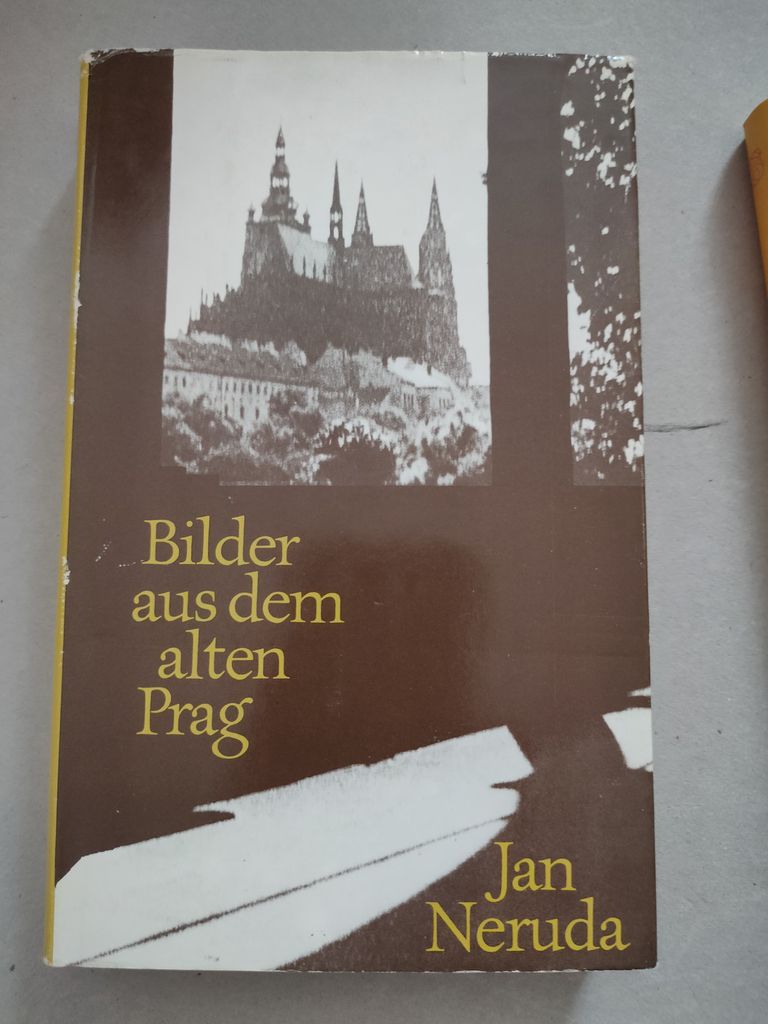 Bilder
aus dem
alten
Prag
Jan
Neruda